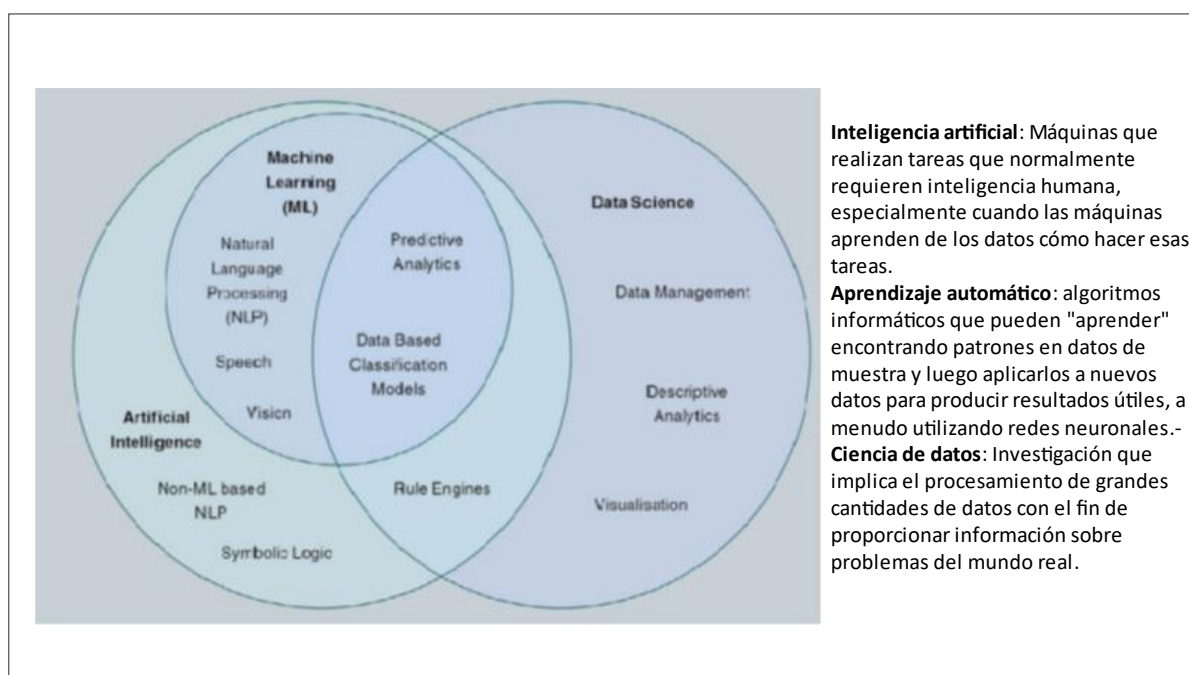 Machine
Learning
(ML)
Natural
Language
Processing
(NLP)
Speech
Vision
Artificial
Intelligence
Non-ML based
NLP
Symbolic Logic
Predictive
Analytics
Data Based
Classification
Models
Rule Engines
Data Science
Data Management
Descriptive
Analytics
Visualisation
Inteligencia artificial: Máquinas que
realizan tareas que normalmente
requieren inteligencia humana,
especialmente cuando las máquinas
aprenden de los datos cómo hacer esas
tareas.
Aprendizaje automático: algoritmos
informáticos que pueden "aprender"
encontrando patrones en datos de
muestra y luego aplicarlos a nuevos
datos para producir resultados útiles, a
menudo utilizando redes neuronales.-
Ciencia de datos: Investigación que
implica el procesamiento de grandes
cantidades de datos con el fin de
proporcionar información sobre
problemas del mundo real.